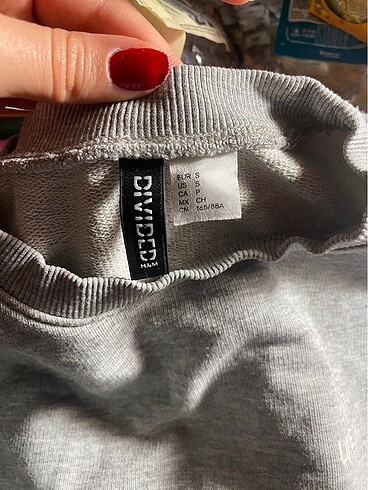 DIVIDED
H&M
EUR S
US S
CA P
MX CH
CN 165/88A